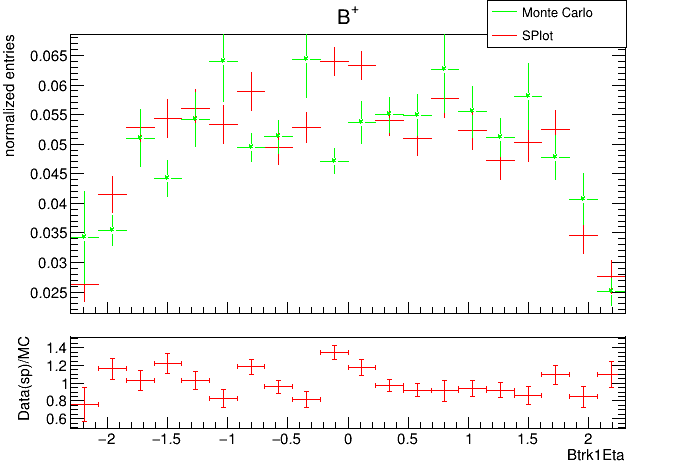 B+
Monte Carlo
SPlot
normalized entries
0.065
0.06
0.055
0.05
0.045
0.04
0.035
0.03
0.025
Data(sp)/MC
1.4
1.2
1
0.8
0.6
−2 −1.5 −1 −0.5 0 0.5 1 1.5 2
Btrk1Eta